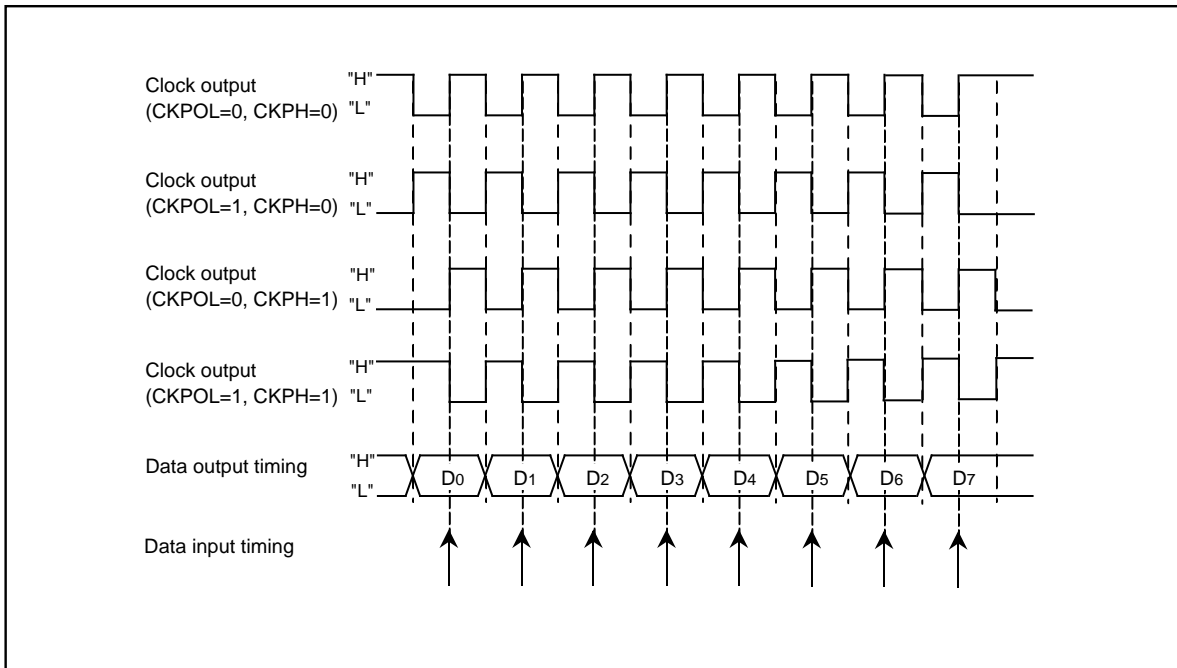 Clock output
(CKPOL=0, CKPH=0)
"H"
"L"
Clock output
(CKPOL=1, CKPH=0)
"H"
"L"
Clock output
(CKPOL=0, CKPH=1)
"H"
"L"
Clock output
(CKPOL=1, CKPH=1)
"H"
"L"
Data output timing
"H"
"L"
D0 D1 D2 D3 D4 D5 D6 D7
Data input timing